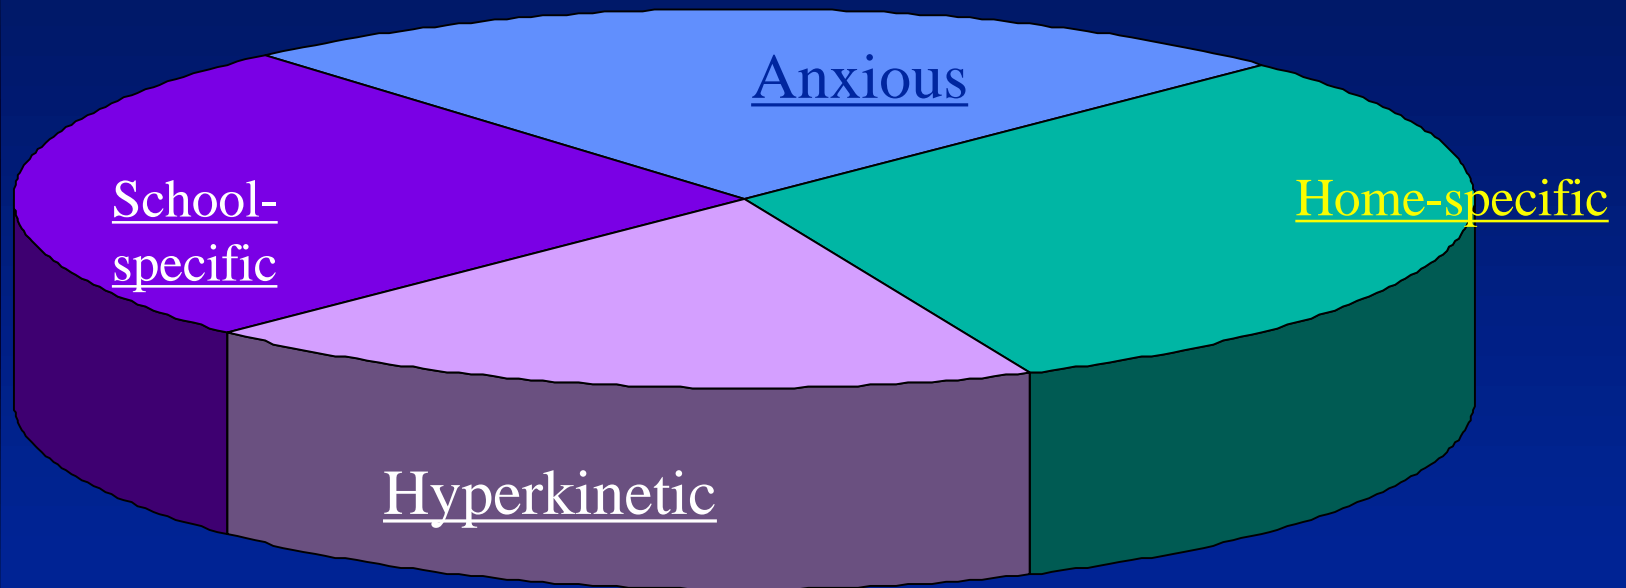 Anxious
School-
specific
Home-specific
Hyperkinetic